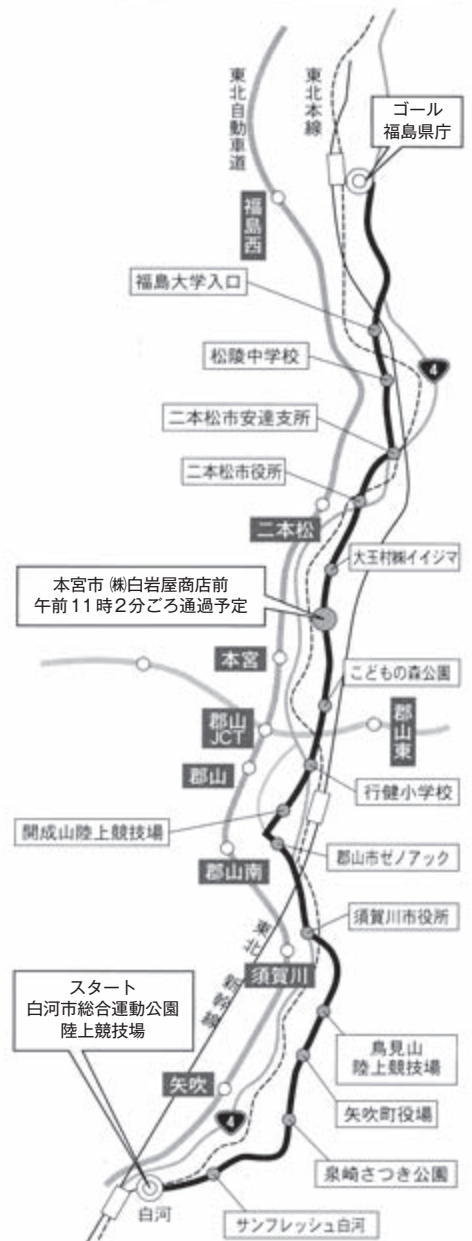 東北自動車道
東北本線
ゴール
福島県庁
福島西
福島大学入口
松陵中学校
4
二本松市安達支所
二本松市役所
二本松
大玉村㈱イイジマ
本宮市 ㈱白岩屋商店前
午前11時2分ごろ通過予定
本宮
こどもの森公園
郡山
JCT
郡山東
郡山
行健小学校
開成山陸上競技場
郡山市ゼノアック
郡山南
須賀川市役所
東北新幹線
須賀川
スタート
白河市総合運動公園
陸上競技場
鳥見山
陸上競技場
矢吹
矢吹町役場
4
泉崎さつき公園
白河
サンフレッシュ白河